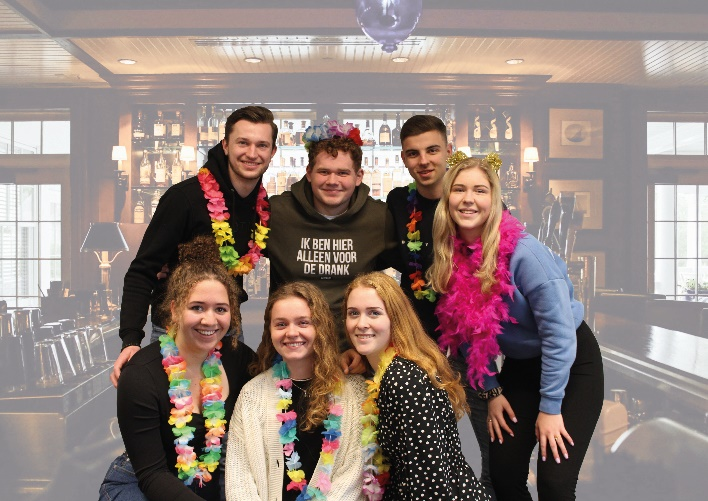 IK BEN HIER
ALLEEN VOOR
DE DRANK